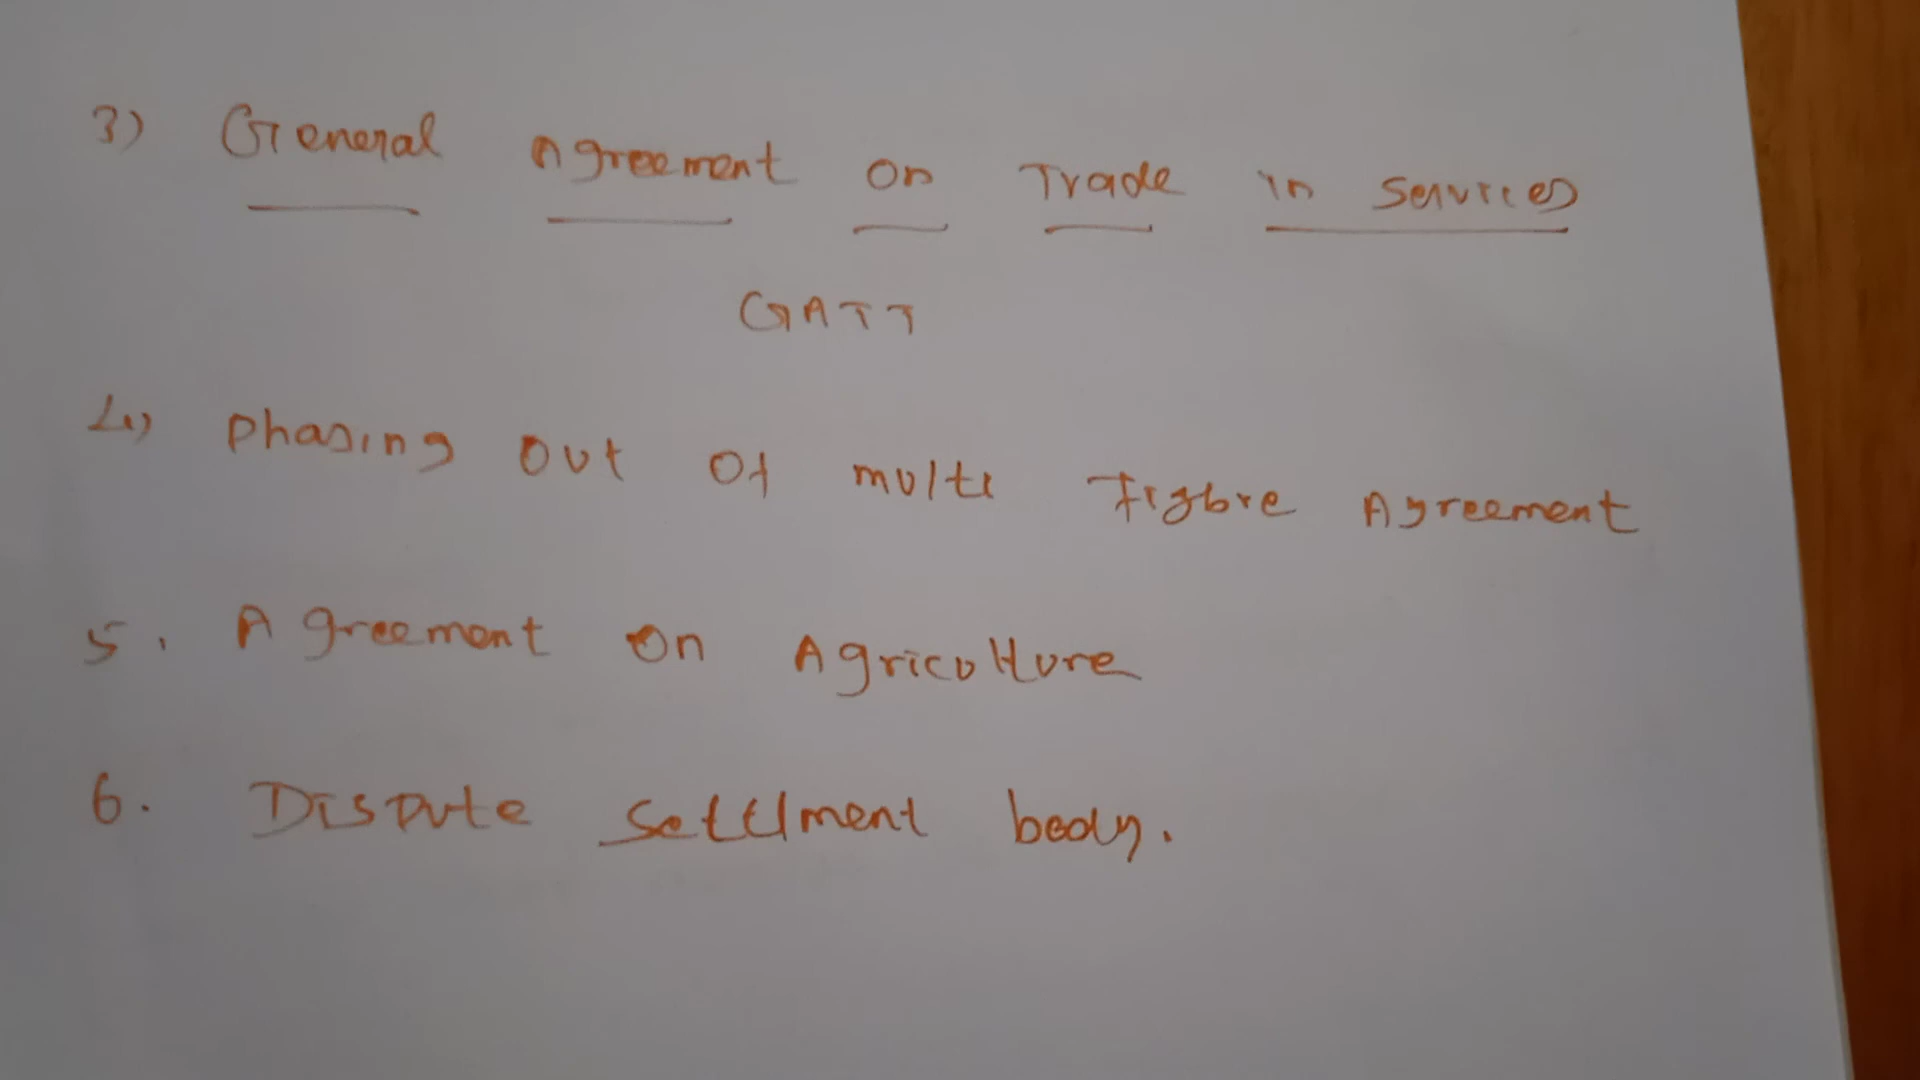 3) General Agreement on Trade in Services
GATT
4) Phasing out of multi Figbre Agreement
5. Agreement on Agriculture
6. Dispute settlment body.